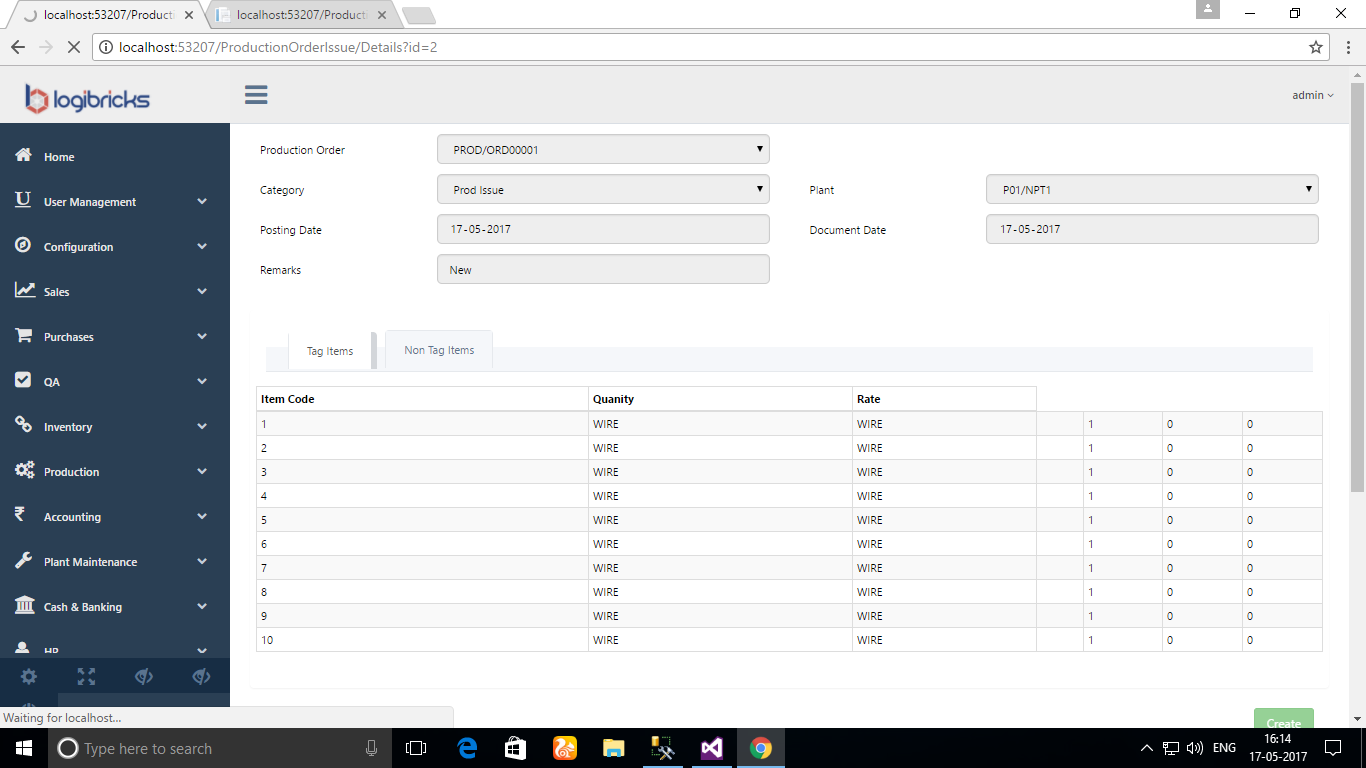 localhost:53207/Producti
localhost:53207/Producti
localhost:53207/ProductionOrderIssue/Details?id=2
logibricks
admin
Home
User Management
Configuration
Sales
Purchases
QA
Inventory
Production
Accounting
Plant Maintenance
Cash & Banking
HR
Production Order PROD/ORD00001
Category Prod Issue Plant P01/NPT1
Posting Date 17-05-2017 Document Date 17-05-2017
Remarks New
Tag Items Non Tag Items
Item Code Quanity Rate
1 WIRE WIRE 1 0 0
2 WIRE WIRE 1 0 0
3 WIRE WIRE 1 0 0
4 WIRE WIRE 1 0 0
5 WIRE WIRE 1 0 0
6 WIRE WIRE 1 0 0
7 WIRE WIRE 1 0 0
8 WIRE WIRE 1 0 0
9 WIRE WIRE 1 0 0
10 WIRE WIRE 1 0 0
Create
Waiting for localhost...
Type here to search
ENG
16:14
17-05-2017